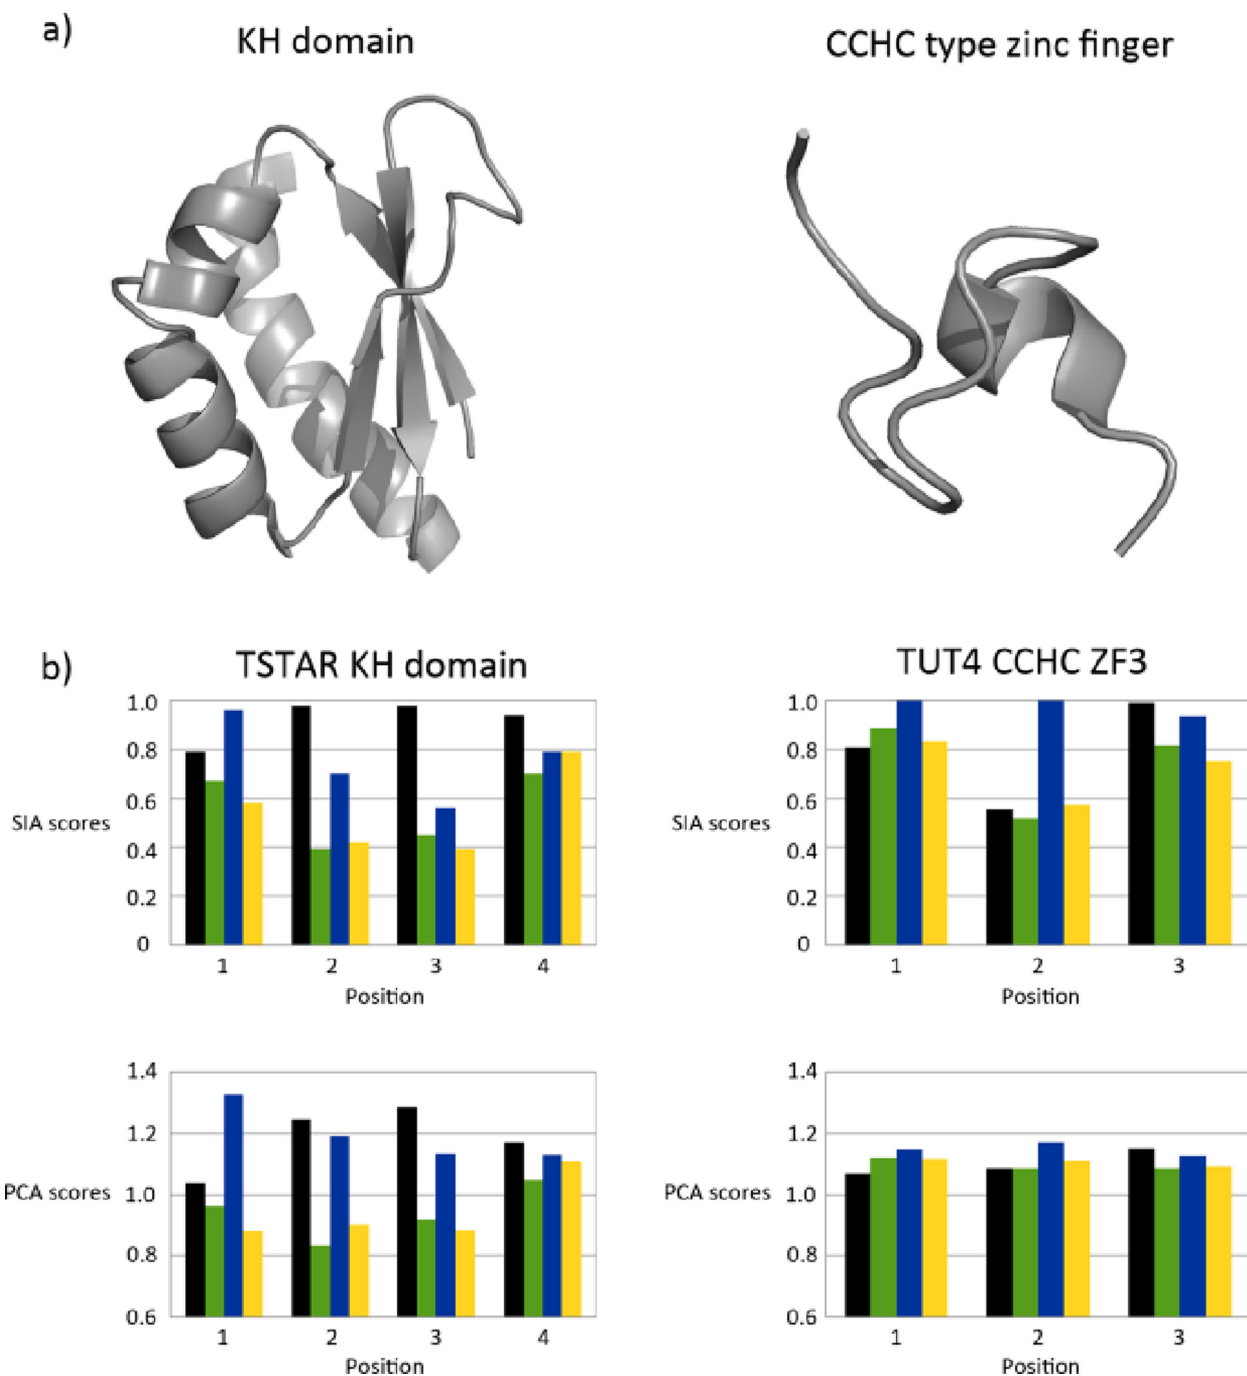 a)
KH domain
CCHC type zinc finger
b)
TSTAR KH domain
TUT4 CCHC ZF3
1.0
0.8
0.6
SIA scores
0.4
0.2
0
1 2 3 4
Position
1.0
0.8
0.6
SIA scores
0.4
0.2
0
1 2 3
Position
1.4
1.2
PCA scores
1.0
0.8
0.6
1 2 3 4
Position
1.4
1.2
PCA scores
1.0
0.8
0.6
1 2 3
Position